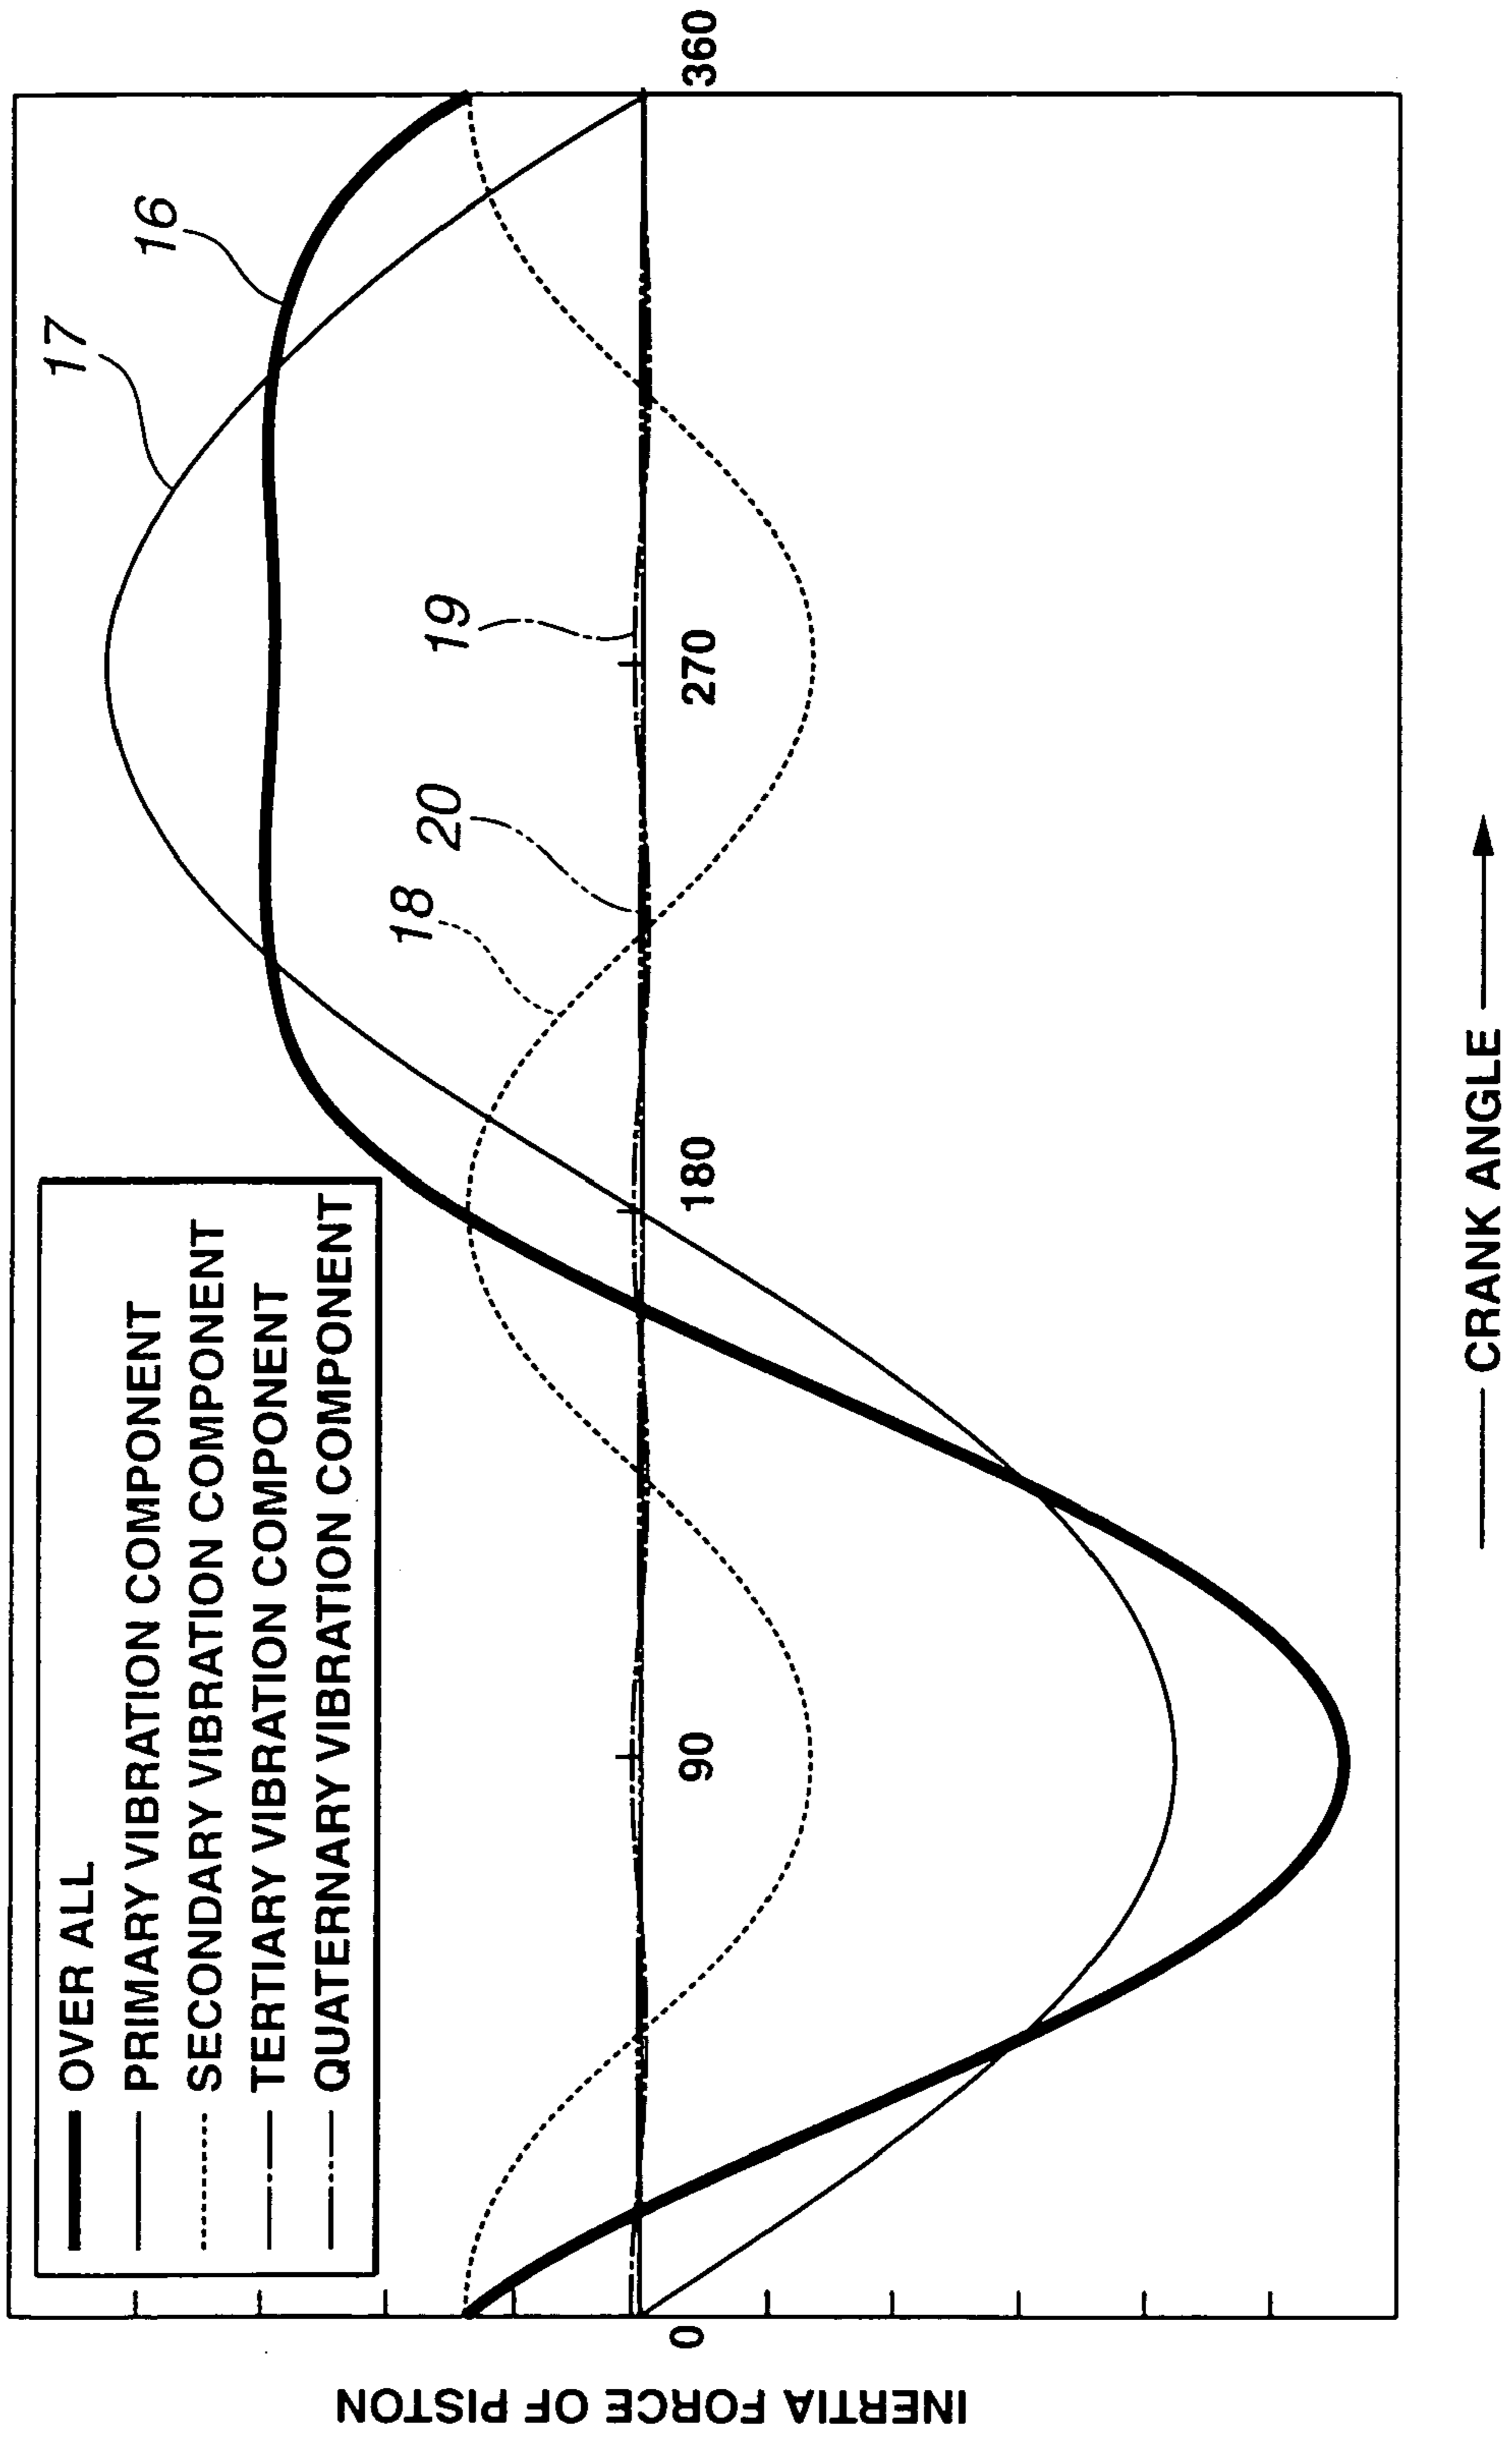 OVER ALL
PRIMARY VIBRATION COMPONENT
SECONDARY VIBRATION COMPONENT
TERTIARY VIBRATION COMPONENT
QUATERNARY VIBRATION COMPONENT
17
16
18
20
19
INERTIA FORCE OF PISTON
0
90
180
270
360
CRANK ANGLE